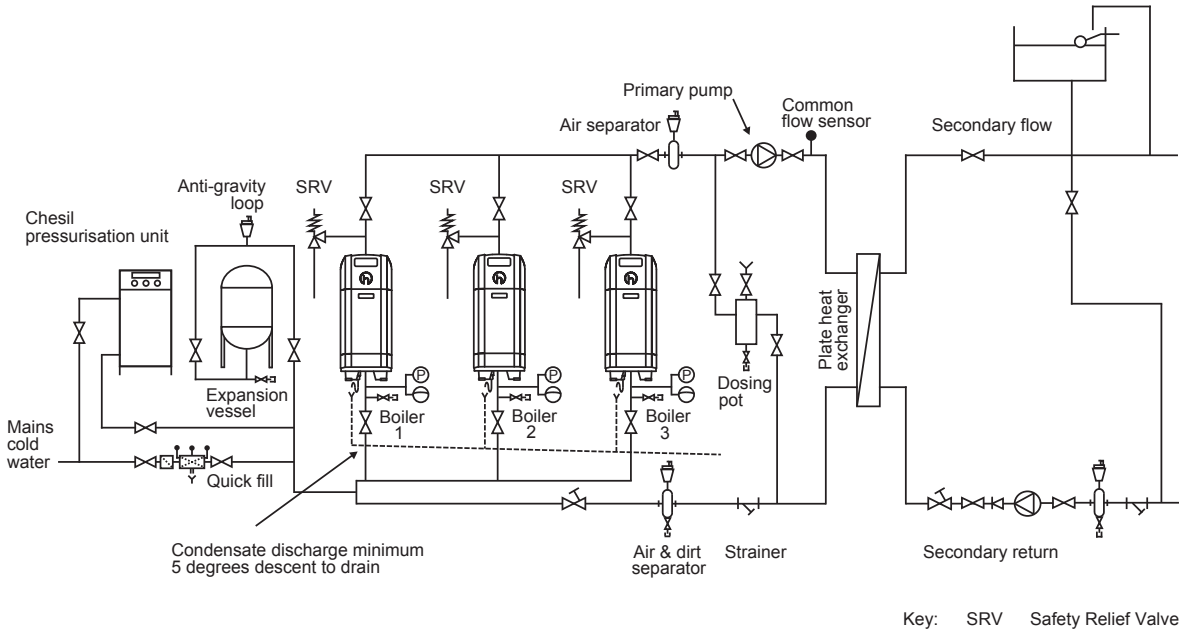 Primary pump
Air separator
Common
flow sensor
Secondary flow
Anti-gravity
loop
SRV
SRV
SRV
Chesil
pressurisation unit
Plate heat
exchanger
Expansion
vessel
P
P
P
Boiler
1
Boiler
2
Boiler
3
Dosing
pot
Mains
cold
water
Quick fill
Condensate discharge minimum
5 degrees descent to drain
Air & dirt
separator
Strainer
Secondary return
Key: SRV Safety Relief Valve